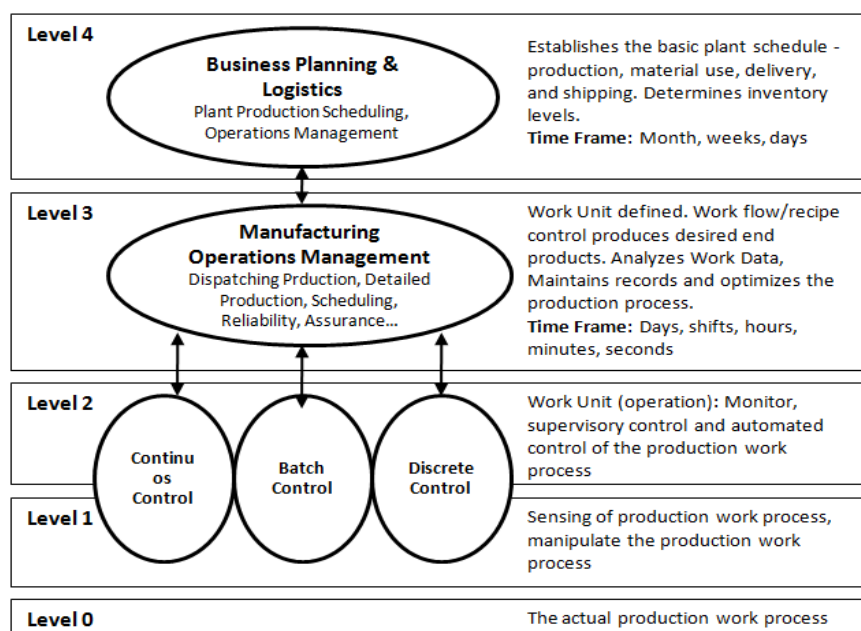 Level 4
Business Planning &
Logistics
Plant Production Scheduling,
Operations Management
Establishes the basic plant schedule -
production, material use, delivery,
and shipping. Determines inventory
levels.
Time Frame: Month, weeks, days
Level 3
Manufacturing
Operations Management
Dispatching Prduction, Detailed
Production, Scheduling,
Reliability, Assurance...
Work Unit defined. Work flow/recipe
control produces desired end
products. Analyzes Work Data,
Maintains records and optimizes the
production process.
Time Frame: Days, shifts, hours,
minutes, seconds
Level 2
Continu
os
Control
Batch
Control
Discrete
Control
Work Unit (operation): Monitor,
supervisory control and automated
control of the production work
process
Level 1
Sensing of production work process,
manipulate the production work
process
Level 0
The actual production work process